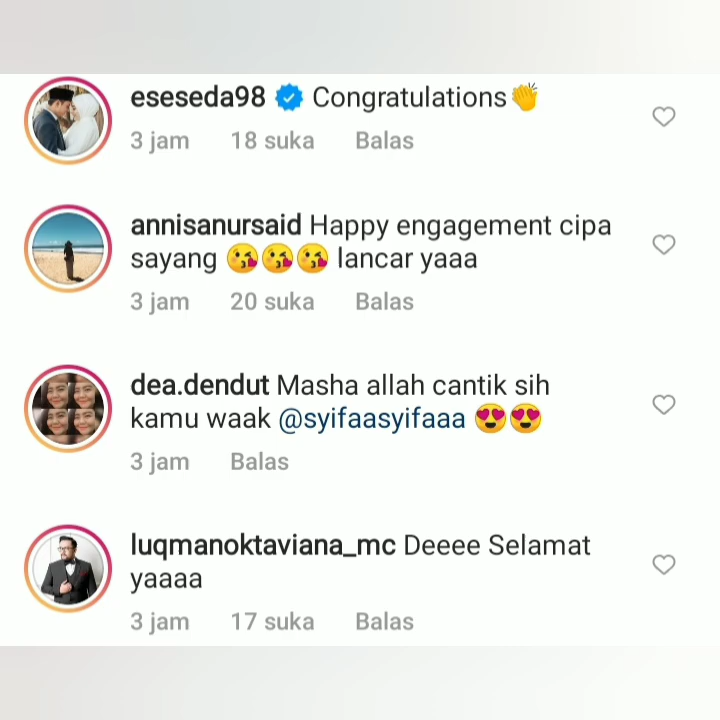 eseseda98 Congratulations👏
3 jam 18 suka Balas
annisanursaid Happy engagement cipa
sayang 😘😘😘 lancar yaaa
3 jam 20 suka Balas
dea.dendut Masha allah cantik sih
kamu waak @syifaasyifaaa 😍😍
3 jam Balas
luqmanoktaviana_mc Deeee Selamat
yaaaa
3 jam 17 suka Balas